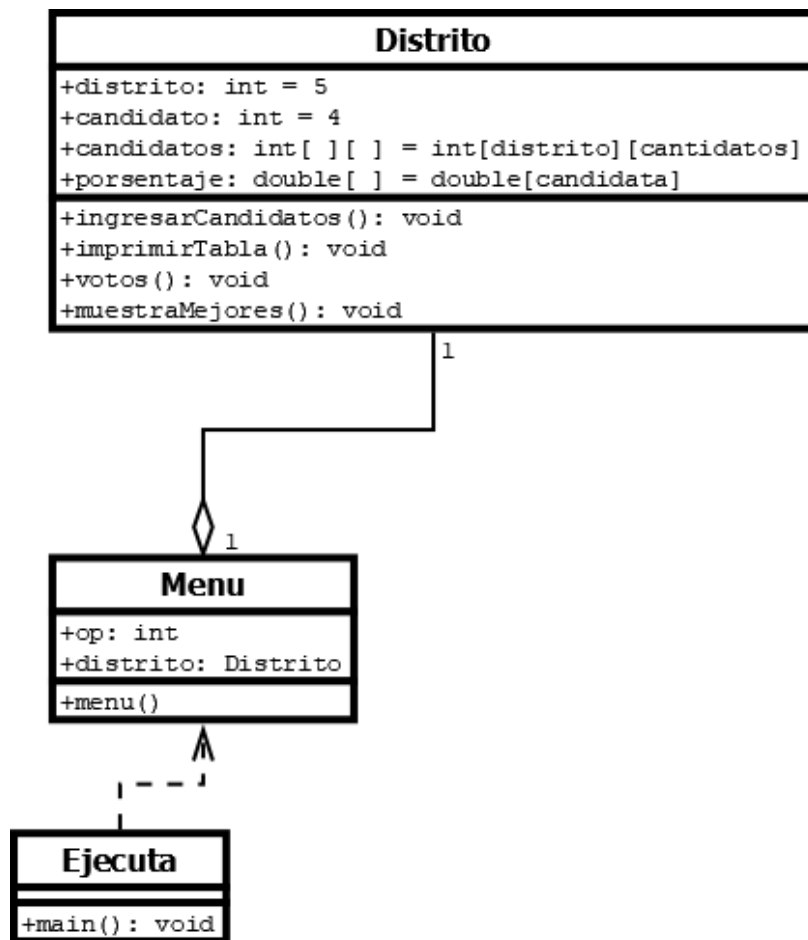 Distrito
+distrito: int = 5
+candidato: int = 4
+candidatos: int[ ][ ] = int[distrito][cantidatos]
+porsentaje: double[ ] = double[candidata]
+ingresarCandidatos(): void
+imprimirTabla(): void
+votos(): void
+muestraMejores(): void
1
1
Menu
+op: int
+distrito: Distrito
+menu()
Ejecuta
+main(): void